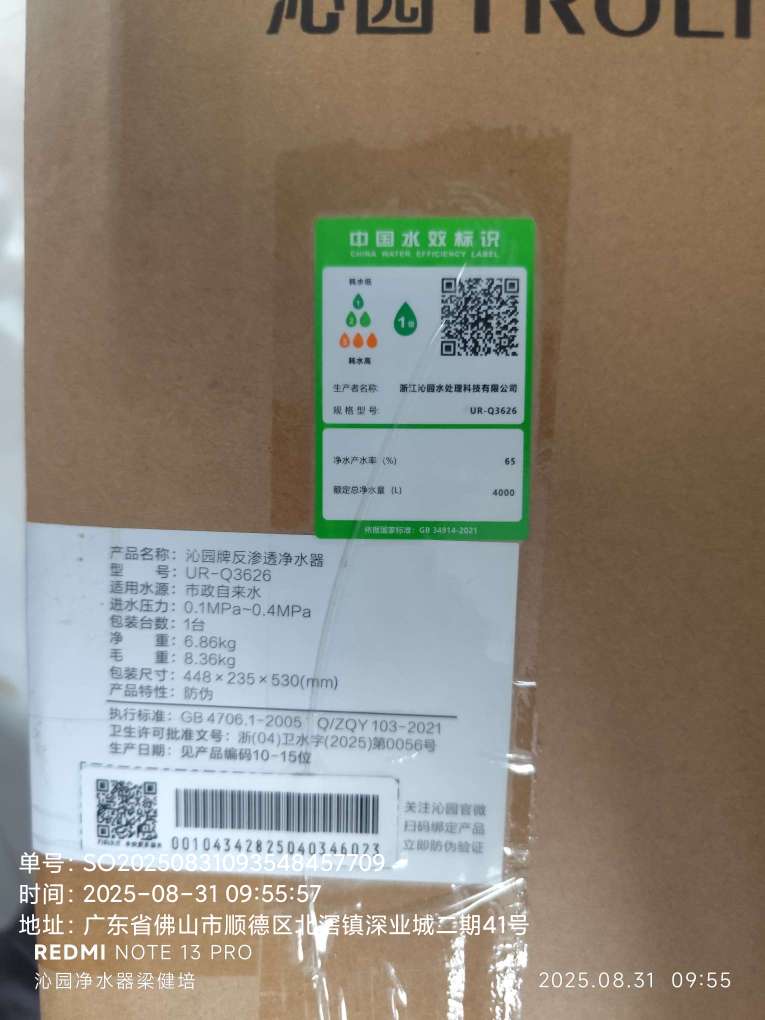 沁园 TROLI
中国水效标识
CHINA WATER EFFICIENCY LABEL
耗水低
1
2
3
耗水高
1级
生产者名称: 浙江沁园水处理科技有限公司
规格型号: UR-Q3626
净水产水率 (%) 65
额定总净水量 (L) 4000
依据国家标准: GB 34914-2021
产品名称: 沁园牌反渗透净水器
型 号: UR-Q3626
适用水源: 市政自来水
进水压力: 0.1MPa~0.4MPa
包装台数: 1台
净 重: 6.86kg
毛 重: 8.36kg
包装尺寸: 448×235×530(mm)
产品特性: 防伪
执行标准: GB 4706.1-2005 Q/ZQY 103-2021
卫生许可批准文号: 浙(04)卫水字(2025)第0056号
生产日期: 见产品编码10-15位
关注沁园官微
扫码绑定产品
立即防伪验证
00104342825040346023
单号: SO20250831093548457709
时间: 2025-08-31 09:55:57
地址: 广东省佛山市顺德区北滘镇深业城二期41号
REDMI NOTE 13 PRO
沁园净水器梁健培
2025.08.31 09:55